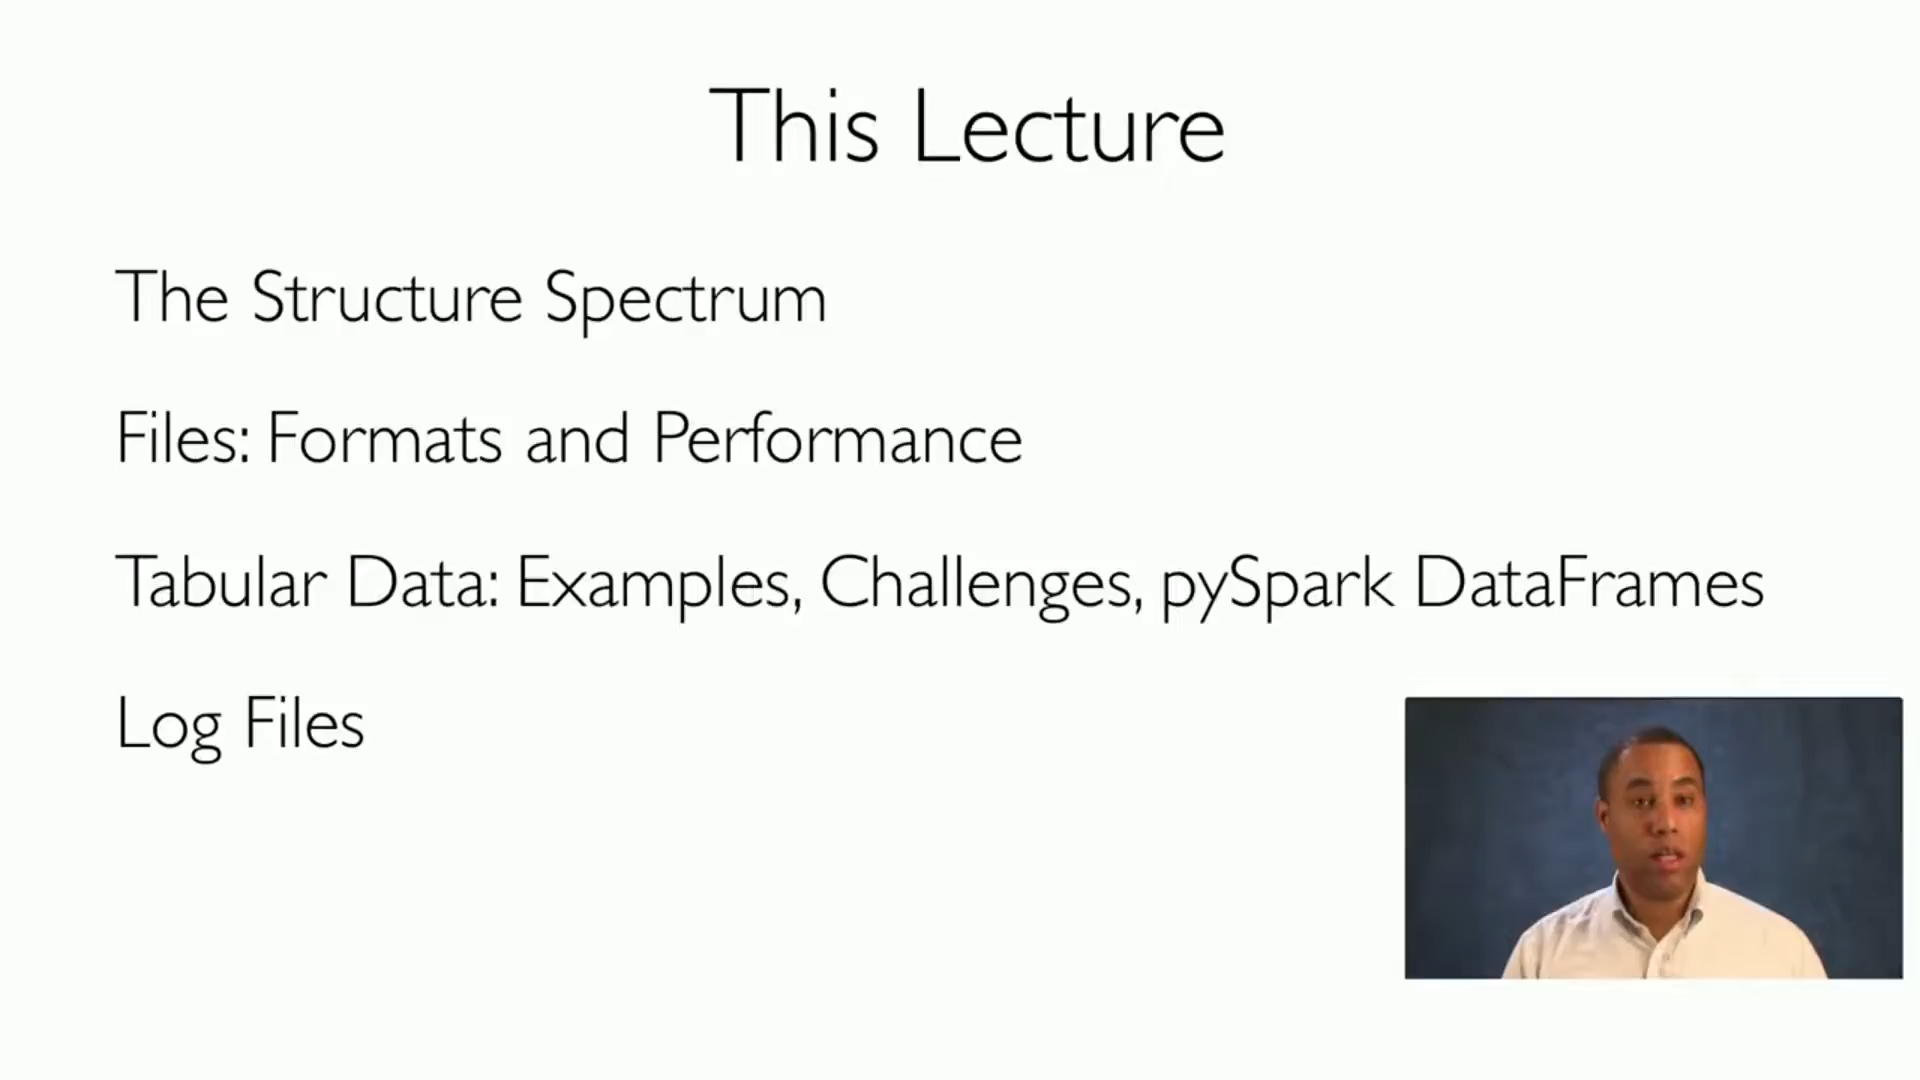 This Lecture
The Structure Spectrum
Files: Formats and Performance
Tabular Data: Examples, Challenges, pySpark DataFrames
Log Files